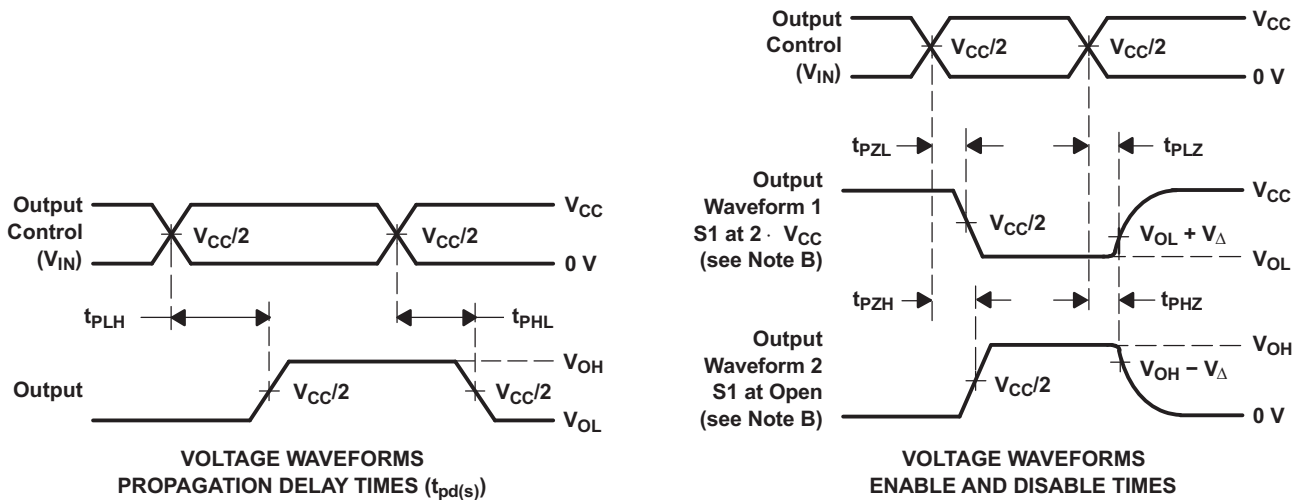 Output
Control
(VIN)
VCC
VCC/2
VCC/2
0 V
tPLH
tPHL
Output
VOH
VCC/2
VCC/2
VOL
VOLTAGE WAVEFORMS
PROPAGATION DELAY TIMES (tpd(s))
Output
Control
(VIN)
VCC
VCC/2
VCC/2
0 V
tPZL
tPLZ
Output
Waveform 1
S1 at 2 · VCC
(see Note B)
VCC
VCC/2
VOL + VΔ
VOL
tPZH
tPHZ
Output
Waveform 2
S1 at Open
(see Note B)
VOH
VCC/2
VOH − VΔ
0 V
VOLTAGE WAVEFORMS
ENABLE AND DISABLE TIMES